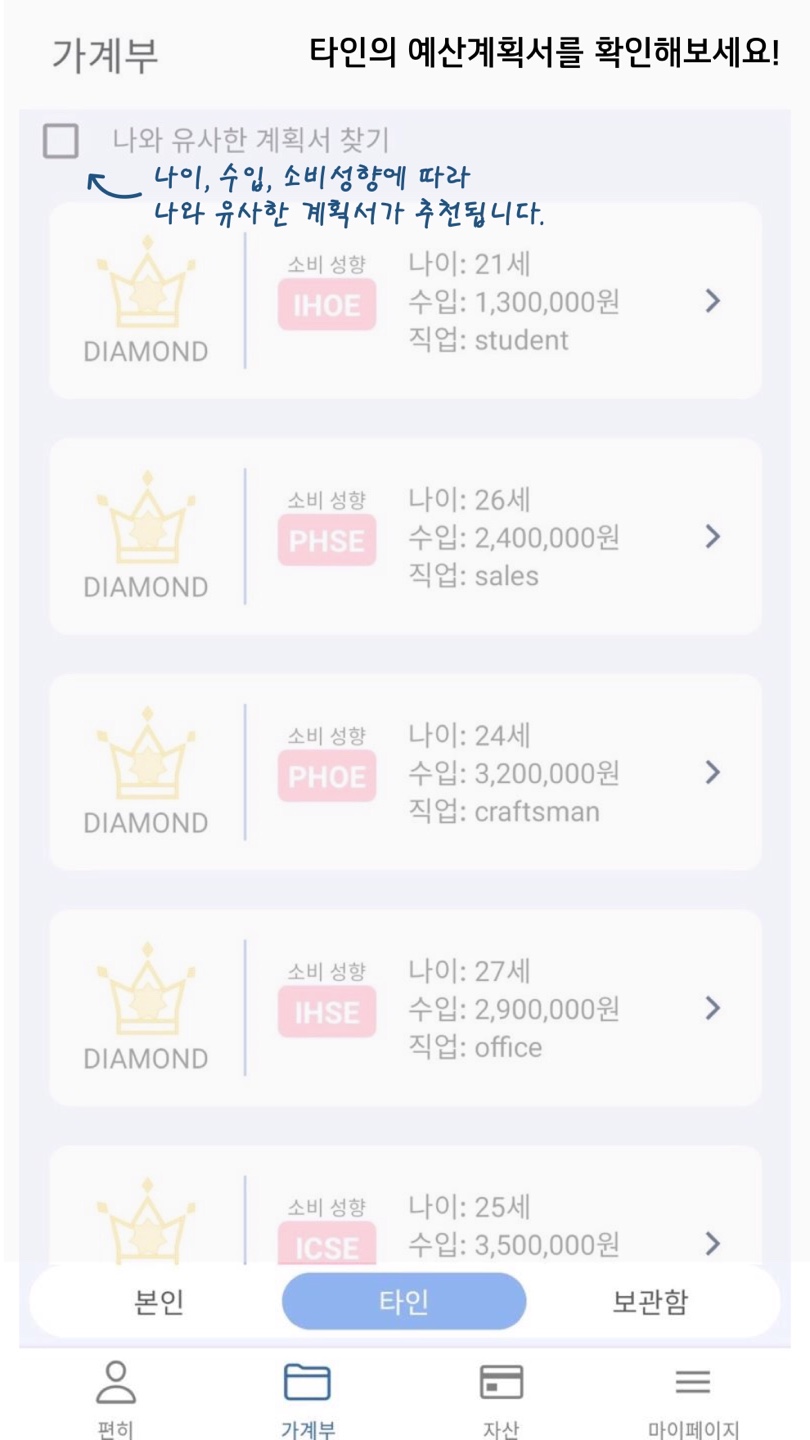 가계부
타인의 예산계획서를 확인해보세요!
나와 유사한 계획서 찾기
나이, 수입, 소비성향에 따라
나와 유사한 계획서가 추천됩니다.
DIAMOND
소비 성향
IHOE
나이: 21세
수입: 1,300,000원
직업: student
DIAMOND
소비 성향
PHSE
나이: 26세
수입: 2,400,000원
직업: sales
DIAMOND
소비 성향
PHOE
나이: 24세
수입: 3,200,000원
직업: craftsman
DIAMOND
소비 성향
IHSE
나이: 27세
수입: 2,900,000원
직업: office
소비 성향
ICSE
나이: 25세
수입: 3,500,000원
본인
타인
보관함
편히
가계부
자산
마이페이지